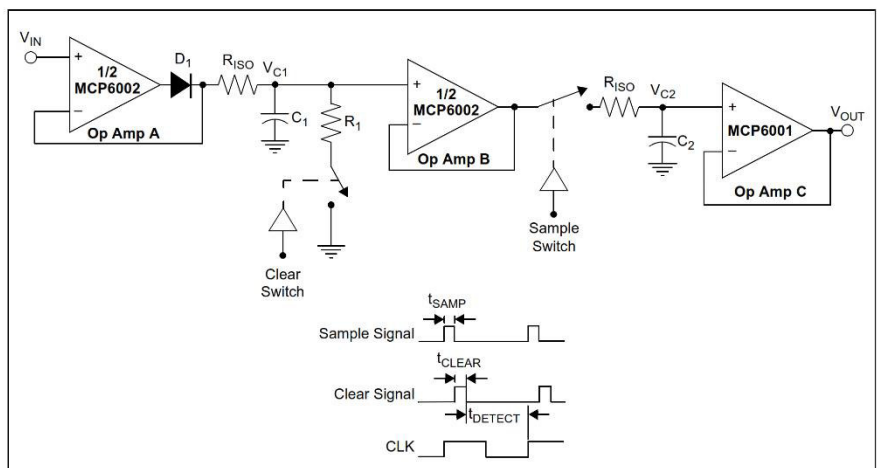 V_IN
+
−
1/2
MCP6002
Op Amp A
D_1
R_ISO
V_C1
C_1
R_1
Clear
Switch
+
−
1/2
MCP6002
Op Amp B
Sample
Switch
R_ISO
V_C2
C_2
+
−
MCP6001
Op Amp C
V_OUT
t_SAMP
Sample Signal
t_CLEAR
Clear Signal
t_DETECT
CLK